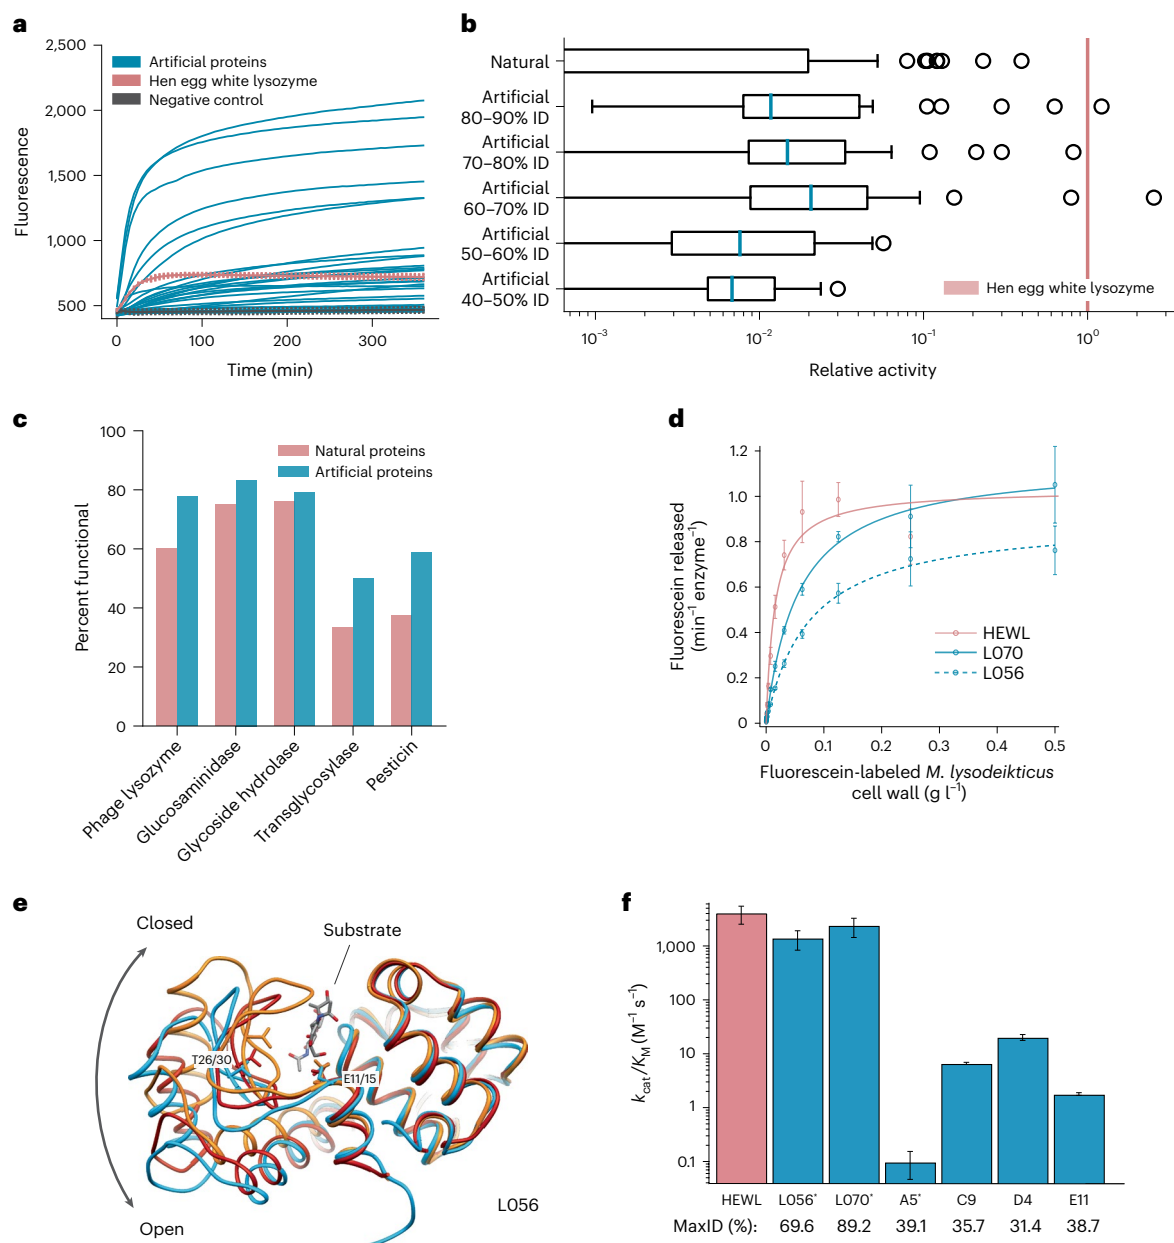 a
2,500
2,000
1,500
1,000
500
Fluorescence
Artificial proteins
Hen egg white lysozyme
Negative control
0
100
200
300
Time (min)
b
Natural
Artificial
80–90% ID
Artificial
70–80% ID
Artificial
60–70% ID
Artificial
50–60% ID
Artificial
40–50% ID
Hen egg white lysozyme
10⁻³
10⁻²
10⁻¹
10⁰
Relative activity
c
100
80
60
40
20
0
Percent functional
Natural proteins
Artificial proteins
Phage lysozyme
Glucosaminidase
Glycoside hydrolase
Transglycosylase
Pesticin
d
1.2
1.0
0.8
0.6
0.4
0.2
0
Fluorescein released
(min⁻¹ enzyme⁻¹)
HEWL
L070
L056
0
0.1
0.2
0.3
0.4
0.5
Fluorescein-labeled M. lysodeikticus
cell wall (g l⁻¹)
e
Closed
Substrate
T26/30
E11/15
Open
L056
f
1,000
100
10
1
0.1
kcat/KM (M⁻¹ s⁻¹)
HEWL L056* L070* A5* C9 D4 E11
MaxID (%): 69.6 89.2 39.1 35.7 31.4 38.7